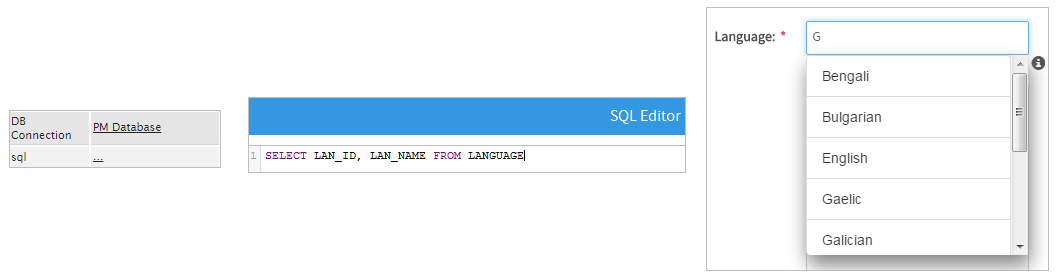 DB
Connection
PM Database
sql
...
SQL Editor
1 SELECT LAN_ID, LAN_NAME FROM LANGUAGE
Language: * G
Bengali
Bulgarian
English
Gaelic
Galician